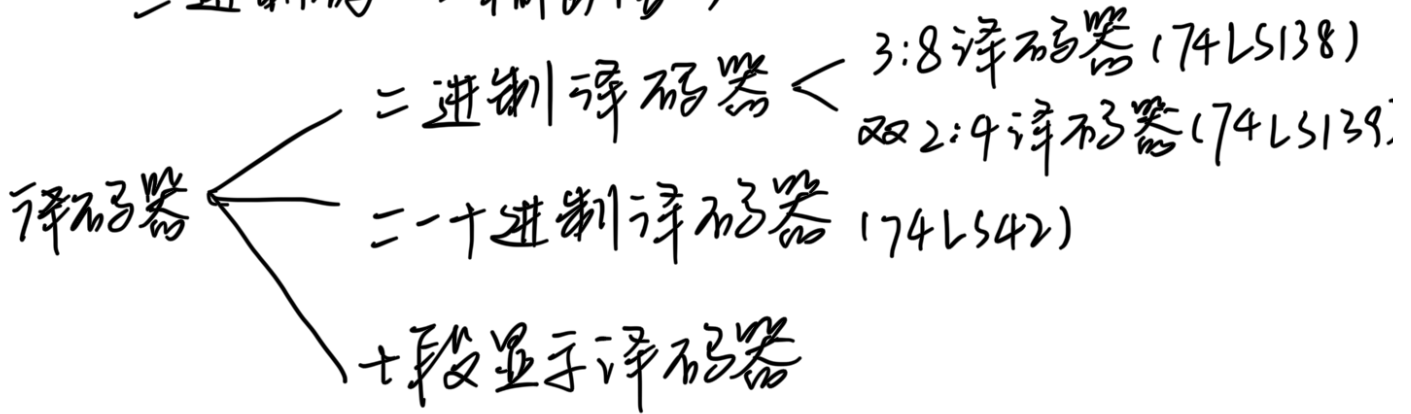 二进制译码器
3:8译码器(74LS138)
双2:4译码器(74LS139)
译码器
二-十进制译码器 (74LS42)
七段显示译码器